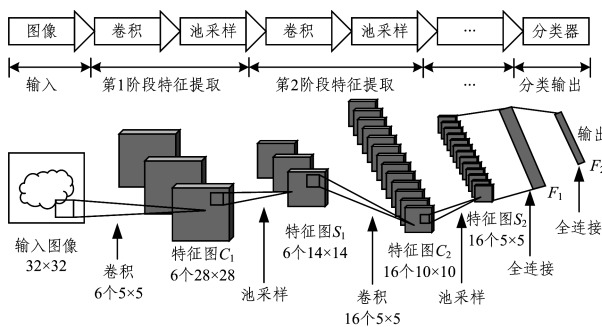 图像 卷积 池采样 卷积 池采样 … 分类器
输入 第1阶段特征提取 第2阶段特征提取 … 分类输出
输出
F₂
F₁
全连接
输入图像
32×32
卷积
6个5×5
特征图C₁
6个28×28
池采样
特征图S₁
6个14×14
卷积
16个5×5
特征图C₂
16个10×10
池采样
特征图S₂
16个5×5
全连接